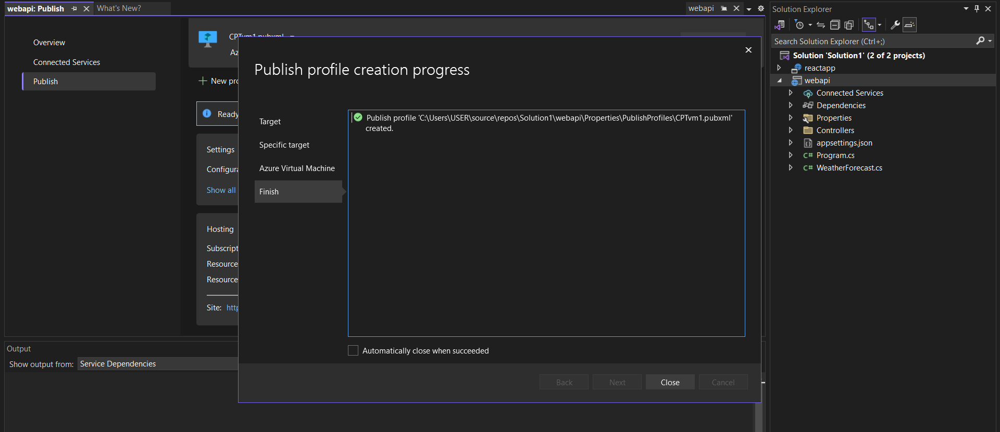 webapi: Publish
What's New?
webapi
Overview
Connected Services
Publish
CPTvm1.pubxml
Az
New pro
Ready
Settings
Configura
Show all
Hosting
Subscript
Resource
Resource
Site: http
Publish profile creation progress
Target
Specific target
Azure Virtual Machine
Finish
Publish profile 'C:\Users\USER\source\repos\Solution1\webapi\Properties\PublishProfiles\CPTvm1.pubxml'
created.
Automatically close when succeeded
Back Next Close Cancel
Output
Show output from: Service Dependencies
Solution Explorer
Search Solution Explorer (Ctrl+;)
Solution 'Solution1' (2 of 2 projects)
reactapp
webapi
Connected Services
Dependencies
Properties
Controllers
appsettings.json
C# Program.cs
C# WeatherForecast.cs